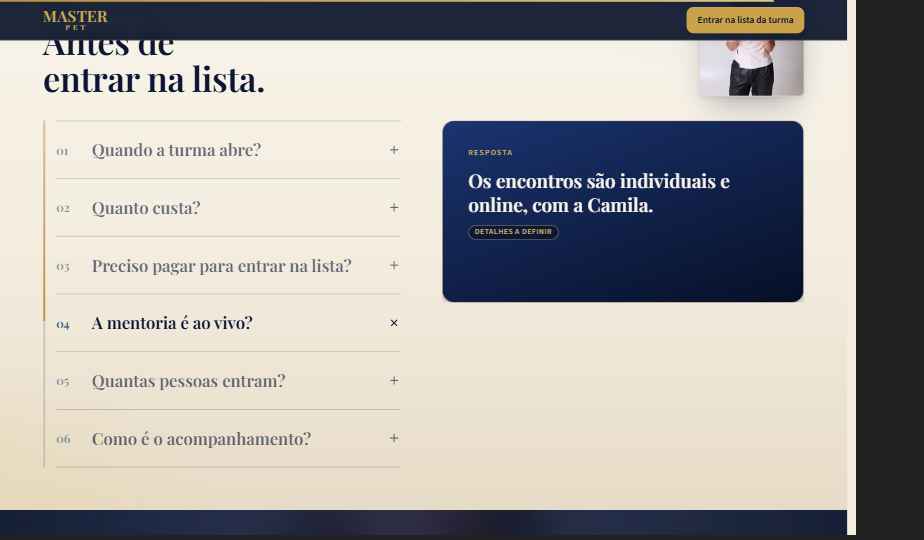 MASTER
PET
Entrar na lista da turma
Antes de
entrar na lista.
01 Quando a turma abre? +
02 Quanto custa? +
03 Preciso pagar para entrar na lista? +
04 A mentoria é ao vivo? ×
05 Quantas pessoas entram? +
06 Como é o acompanhamento? +
RESPOSTA
Os encontros são individuais e
online, com a Camila.
DETALHES A DEFINIR